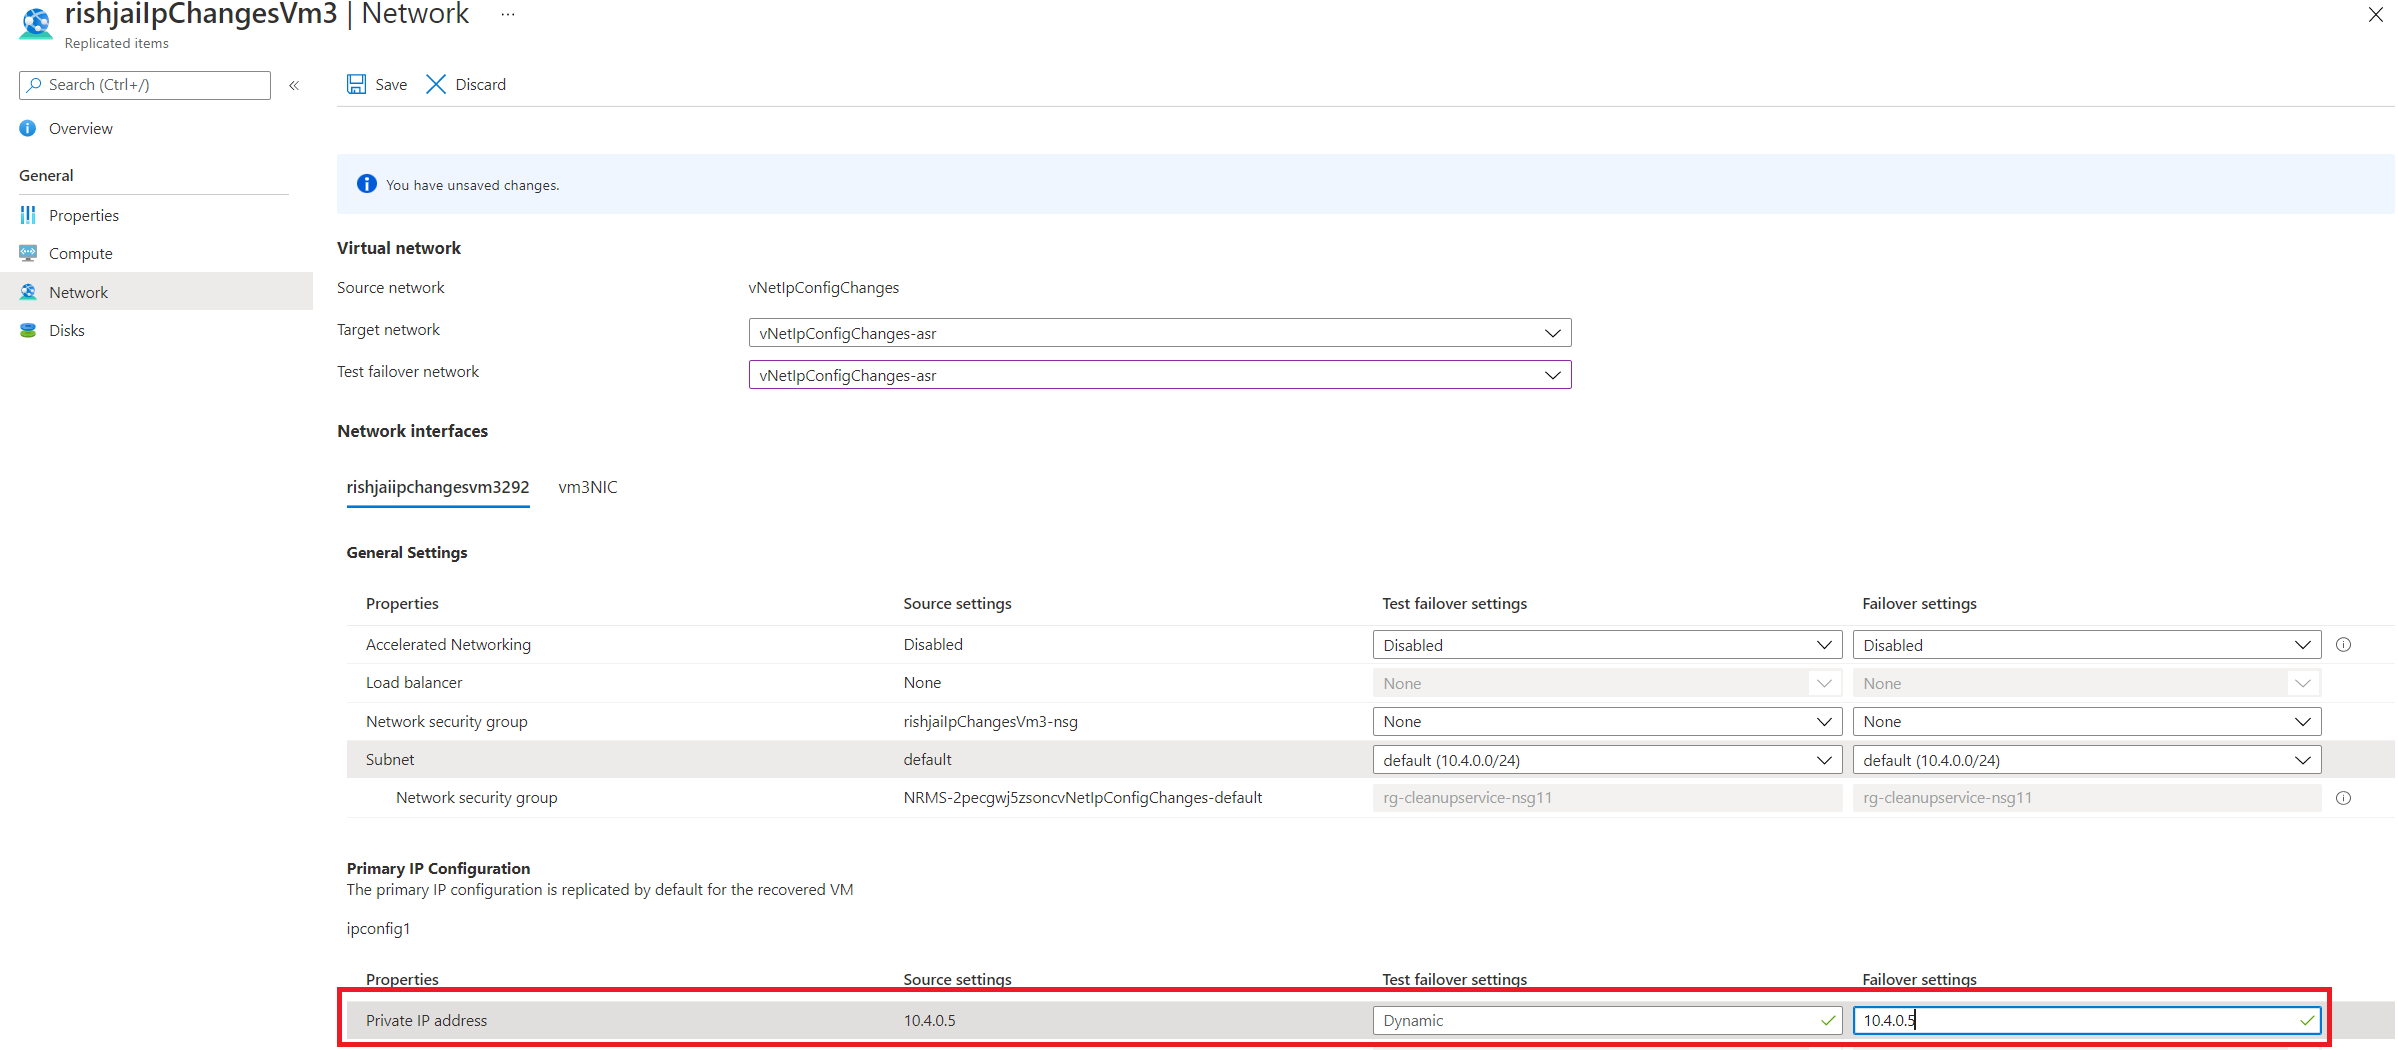 rishjaiIpChangesVm3 | Network ...
Replicated items
Search (Ctrl+/) «
Save Discard
Overview
You have unsaved changes.
General
Properties
Compute
Network
Disks
Virtual network
Source network vNetIpConfigChanges
Target network vNetIpConfigChanges-asr
Test failover network vNetIpConfigChanges-asr
Network interfaces
rishjaiipchangesvm3292 vm3NIC
General Settings
Properties Source settings Test failover settings Failover settings
Accelerated Networking Disabled Disabled Disabled
Load balancer None None None
Network security group rishjaiIpChangesVm3-nsg None None
Subnet default default (10.4.0.0/24) default (10.4.0.0/24)
Network security group NRMS-2pecgwj5zsoncvNetIpConfigChanges-default rg-cleanupservice-nsg11 rg-cleanupservice-nsg11
Primary IP Configuration
The primary IP configuration is replicated by default for the recovered VM
ipconfig1
Properties Source settings Test failover settings Failover settings
Private IP address 10.4.0.5 Dynamic 10.4.0.5